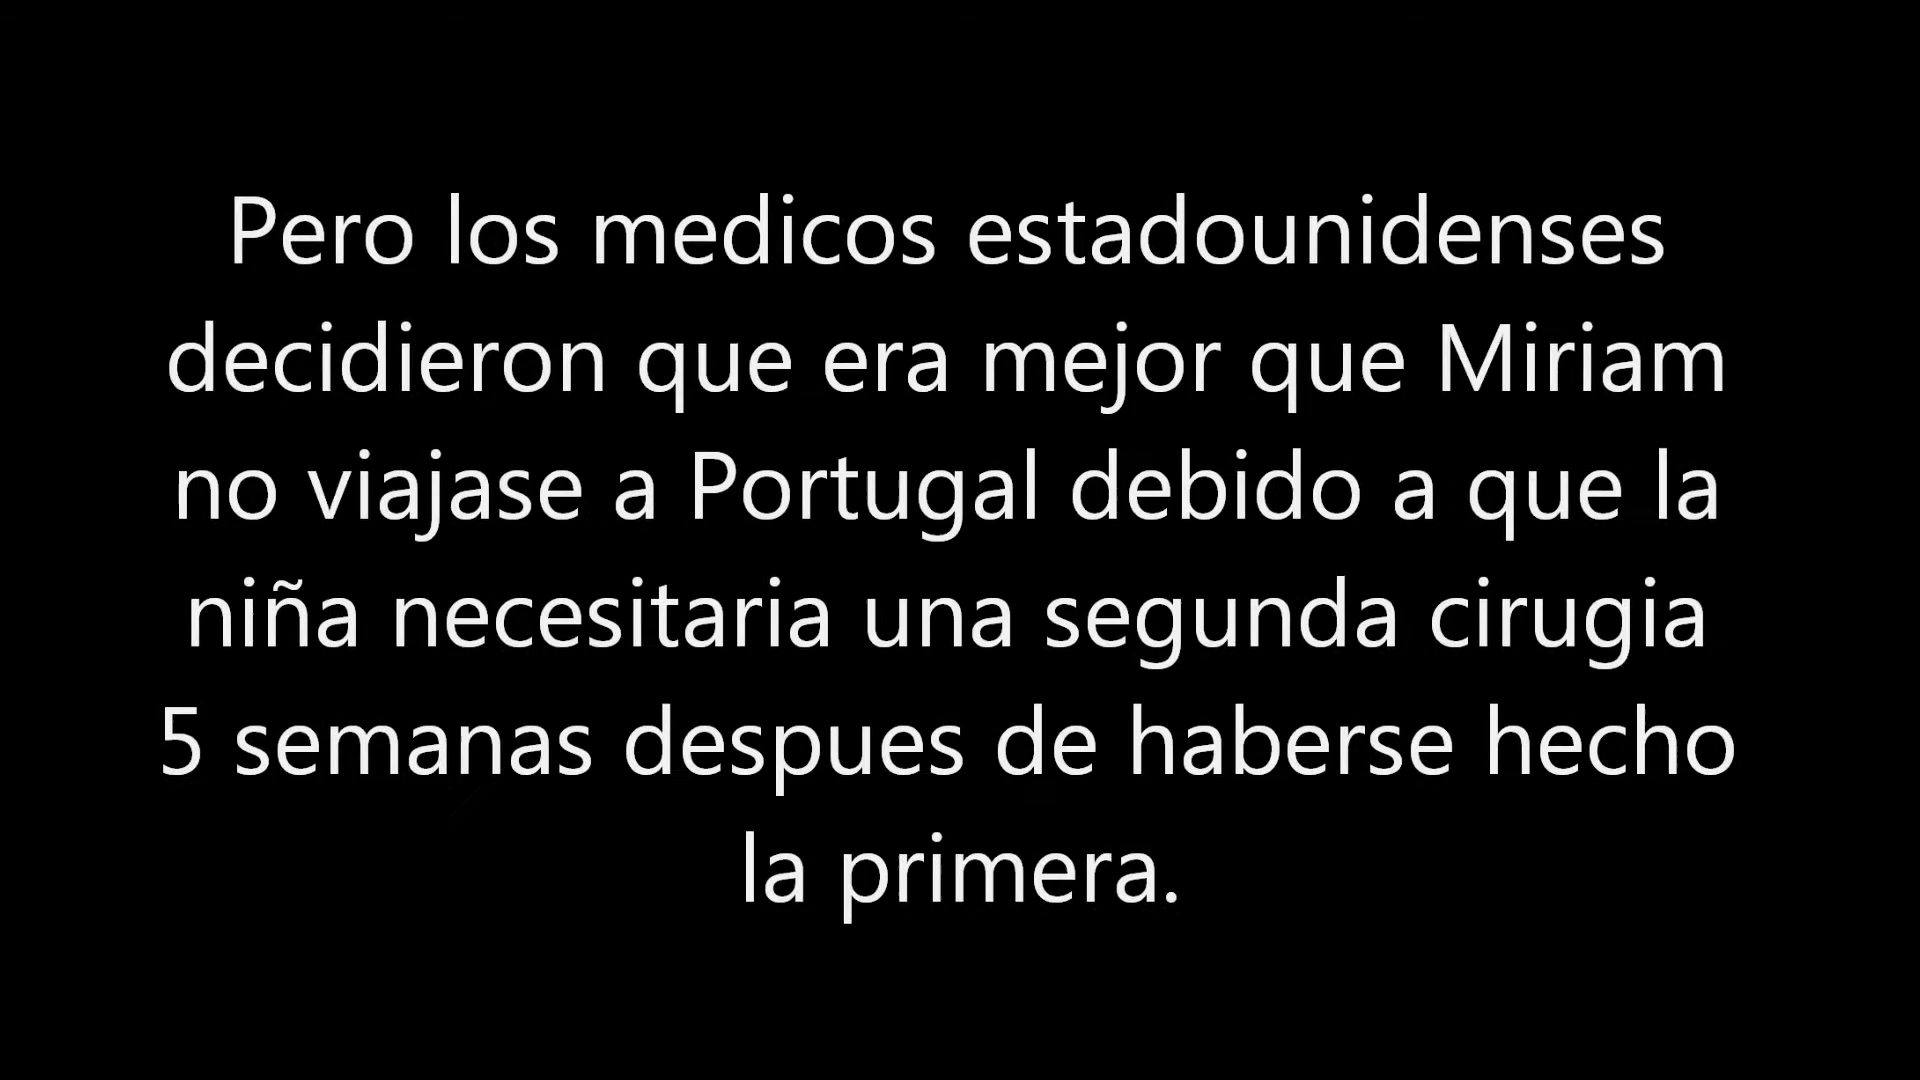 Pero los medicos estadounidenses
decidieron que era mejor que Miriam
no viajase a Portugal debido a que la
niña necesitaria una segunda cirugia
5 semanas despues de haberse hecho
la primera.